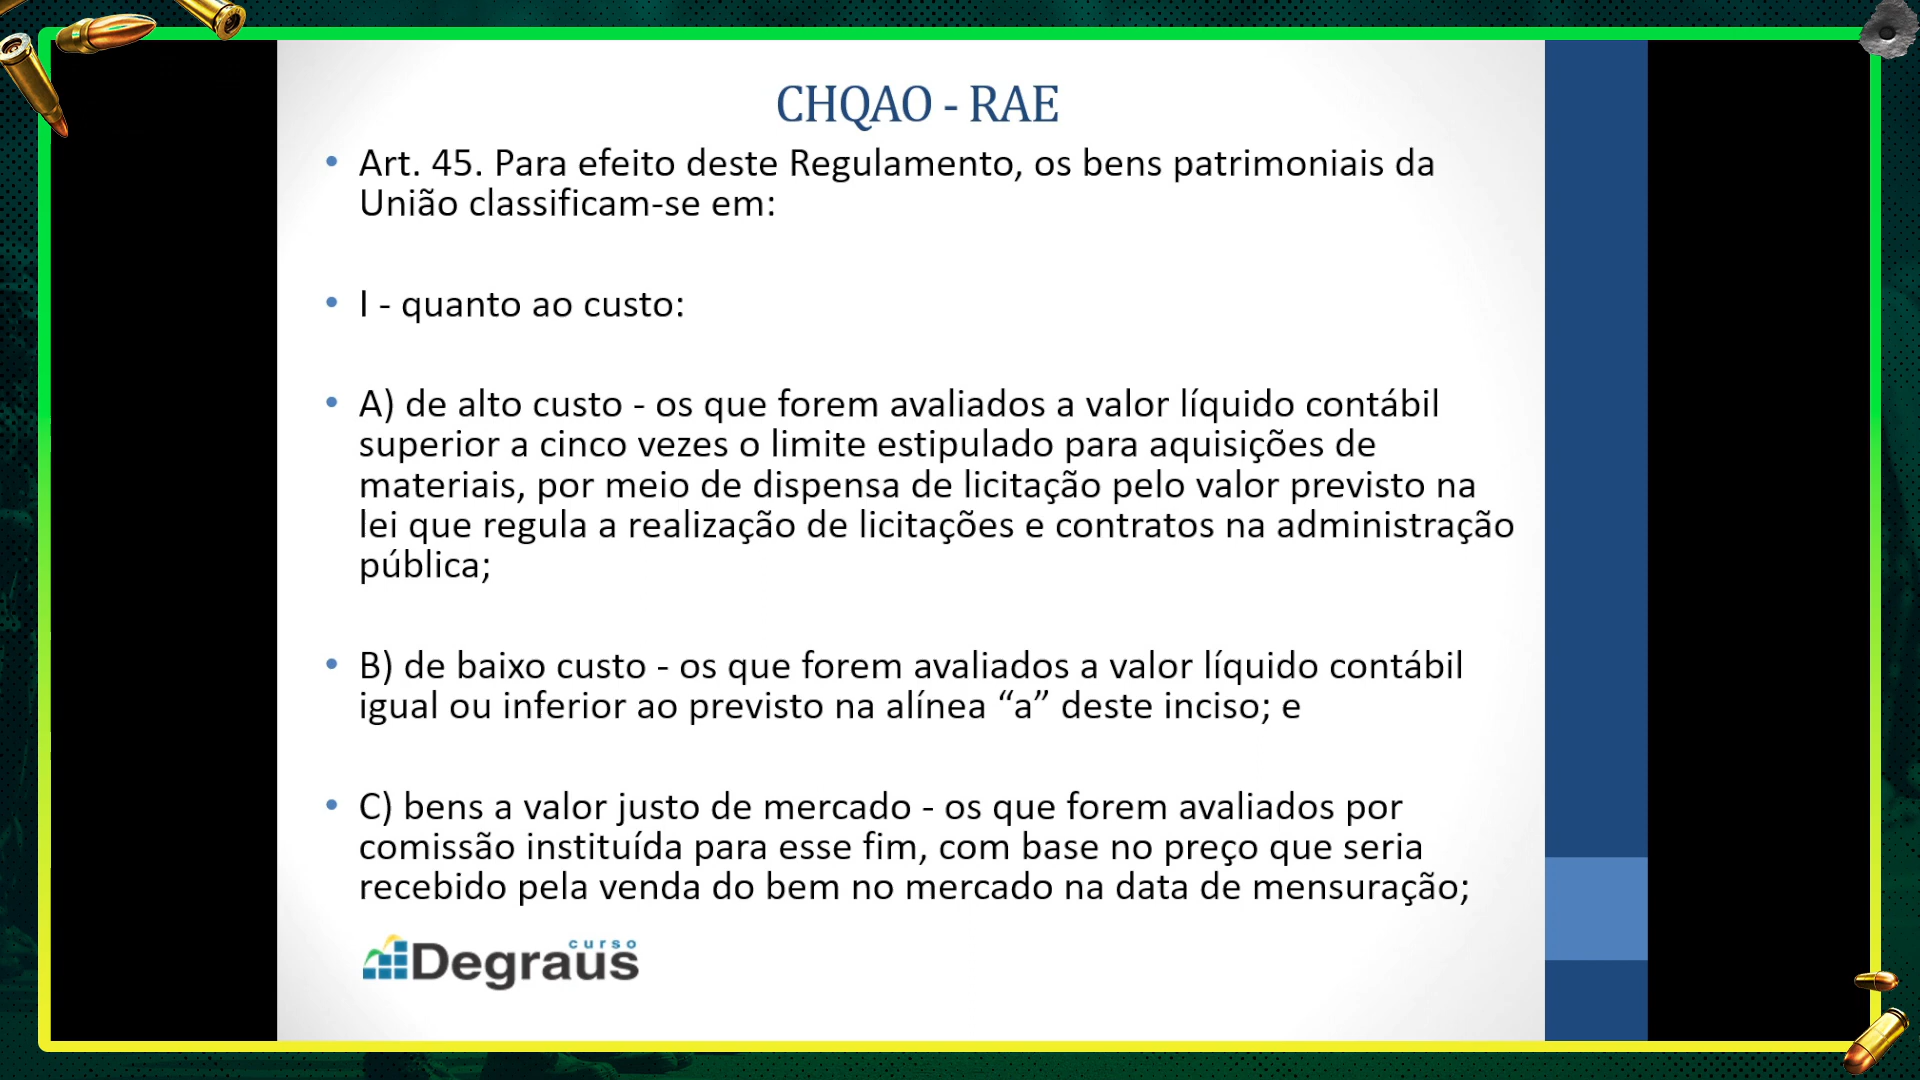 CHQAO - RAE
• Art. 45. Para efeito deste Regulamento, os bens patrimoniais da
União classificam-se em:
• I - quanto ao custo:
• A) de alto custo - os que forem avaliados a valor líquido contábil
superior a cinco vezes o limite estipulado para aquisições de
materiais, por meio de dispensa de licitação pelo valor previsto na
lei que regula a realização de licitações e contratos na administração
pública;
• B) de baixo custo - os que forem avaliados a valor líquido contábil
igual ou inferior ao previsto na alínea “a” deste inciso; e
• C) bens a valor justo de mercado - os que forem avaliados por
comissão instituída para esse fim, com base no preço que seria
recebido pela venda do bem no mercado na data de mensuração;
curso
Degraus